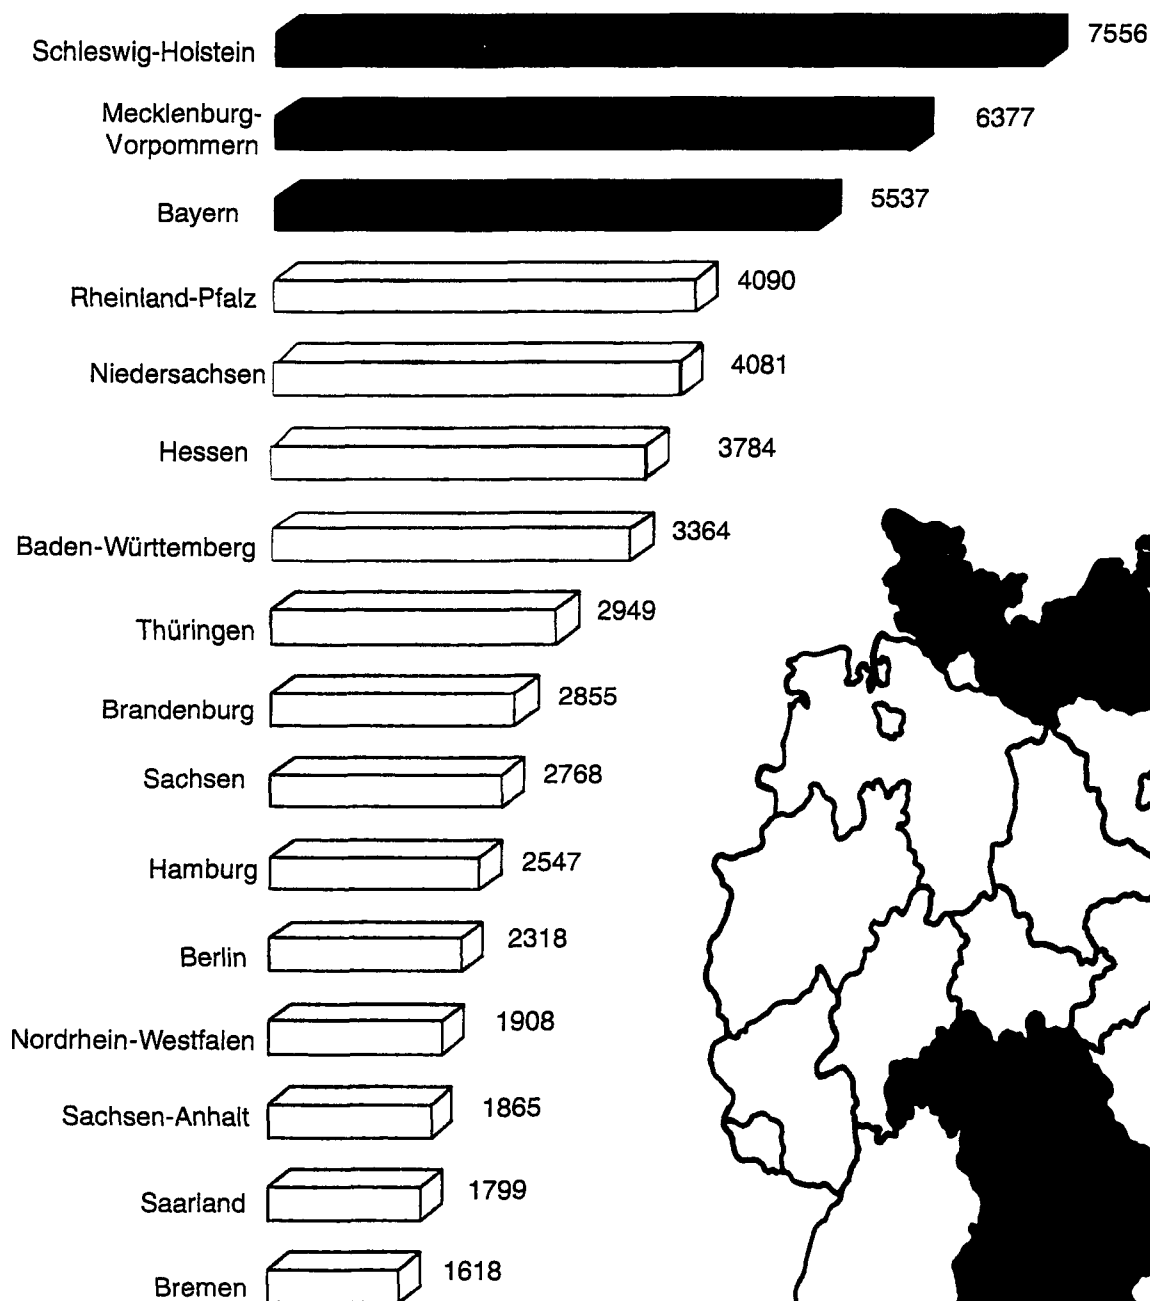 Schleswig-Holstein 7556
Mecklenburg-
Vorpommern 6377
Bayern 5537
Rheinland-Pfalz 4090
Niedersachsen 4081
Hessen 3784
Baden-Württemberg 3364
Thüringen 2949
Brandenburg 2855
Sachsen 2768
Hamburg 2547
Berlin 2318
Nordrhein-Westfalen 1908
Sachsen-Anhalt 1865
Saarland 1799
Bremen 1618